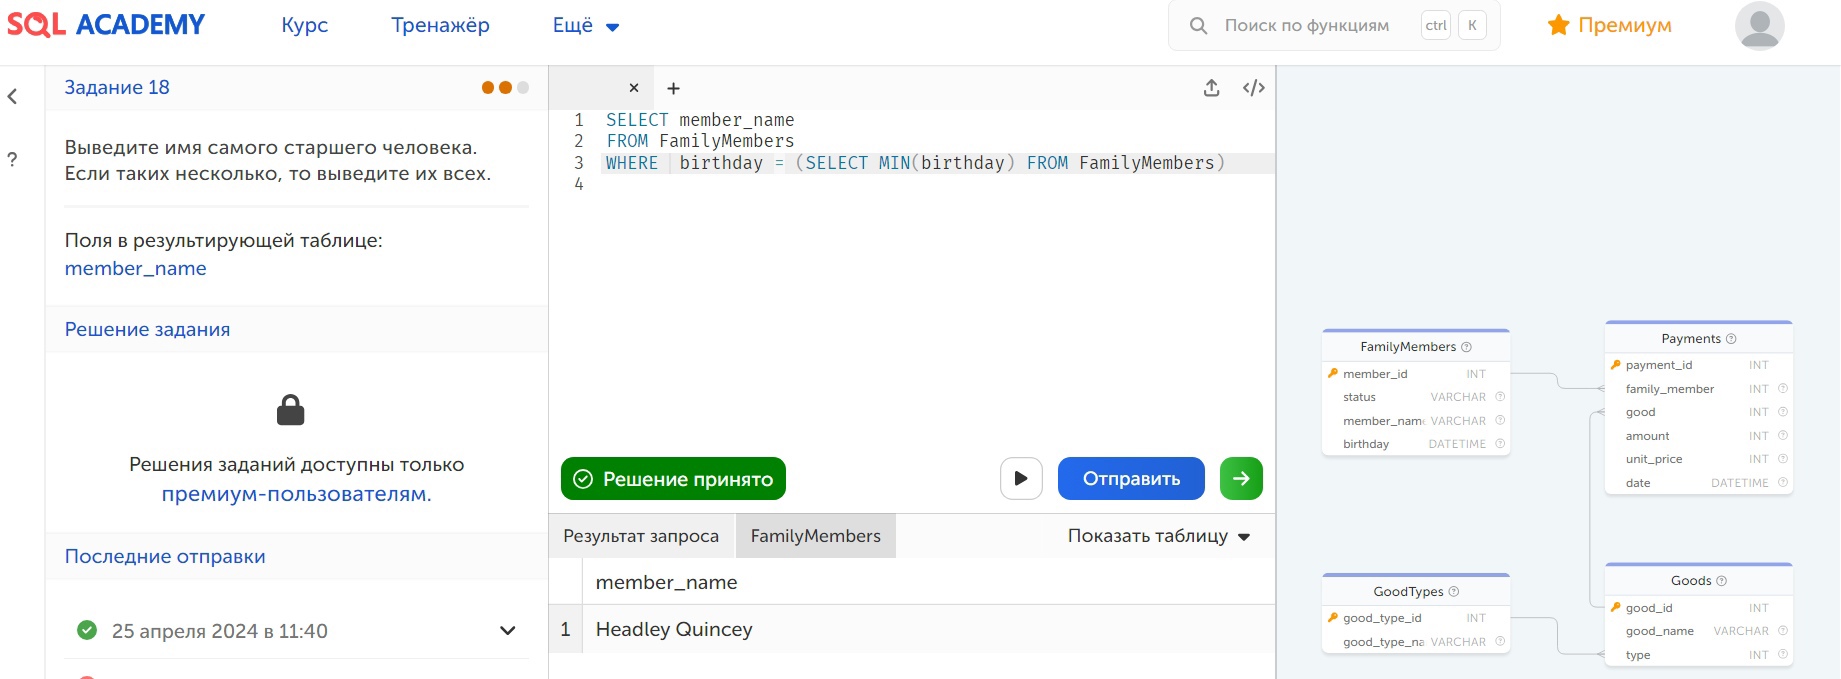 SQL ACADEMY
Курс
Тренажёр
Ещё
Поиск по функциям
ctrl
K
Премиум
Задание 18
Выведите имя самого старшего человека.
Если таких несколько, то выведите их всех.
Поля в результирующей таблице:
member_name
Решение задания
Решения заданий доступны только
премиум-пользователям.
Последние отправки
25 апреля 2024 в 11:40
?
× +
</>
1 SELECT member_name
2 FROM FamilyMembers
3 WHERE birthday = (SELECT MIN(birthday) FROM FamilyMembers)
4
Решение принято
Отправить
Результат запроса
FamilyMembers
Показать таблицу
member_name
1 Headley Quincey
FamilyMembers
member_id INT
status VARCHAR
member_name VARCHAR
birthday DATETIME
Payments
payment_id INT
family_member INT
good INT
amount INT
unit_price INT
date DATETIME
GoodTypes
good_type_id INT
good_type_na VARCHAR
Goods
good_id INT
good_name VARCHAR
type INT